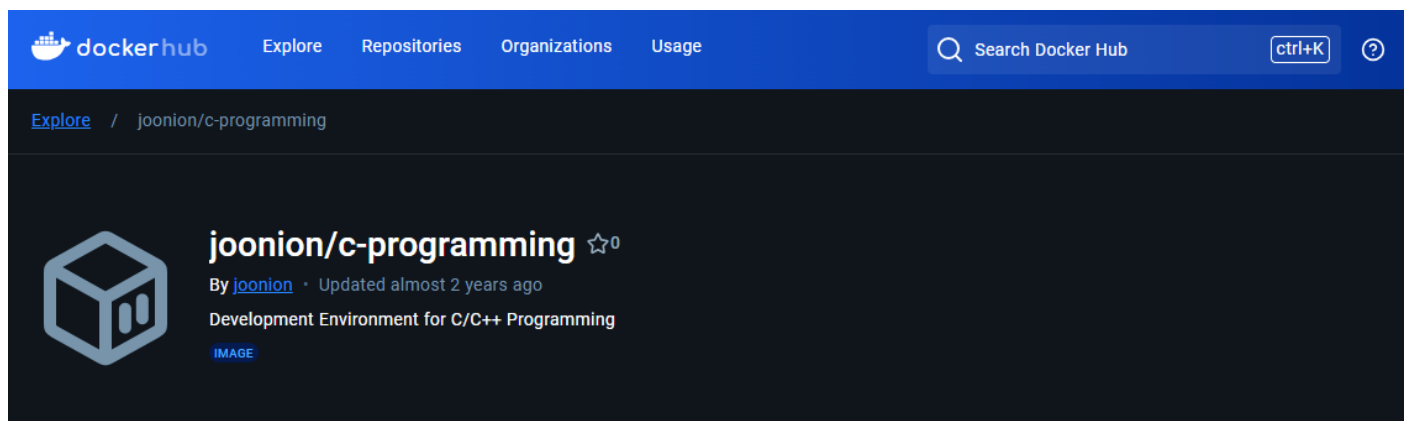 dockerhub Explore Repositories Organizations Usage Search Docker Hub ctrl+K ?
Explore / joonion/c-programming
joonion/c-programming 0
By joonion · Updated almost 2 years ago
Development Environment for C/C++ Programming
IMAGE